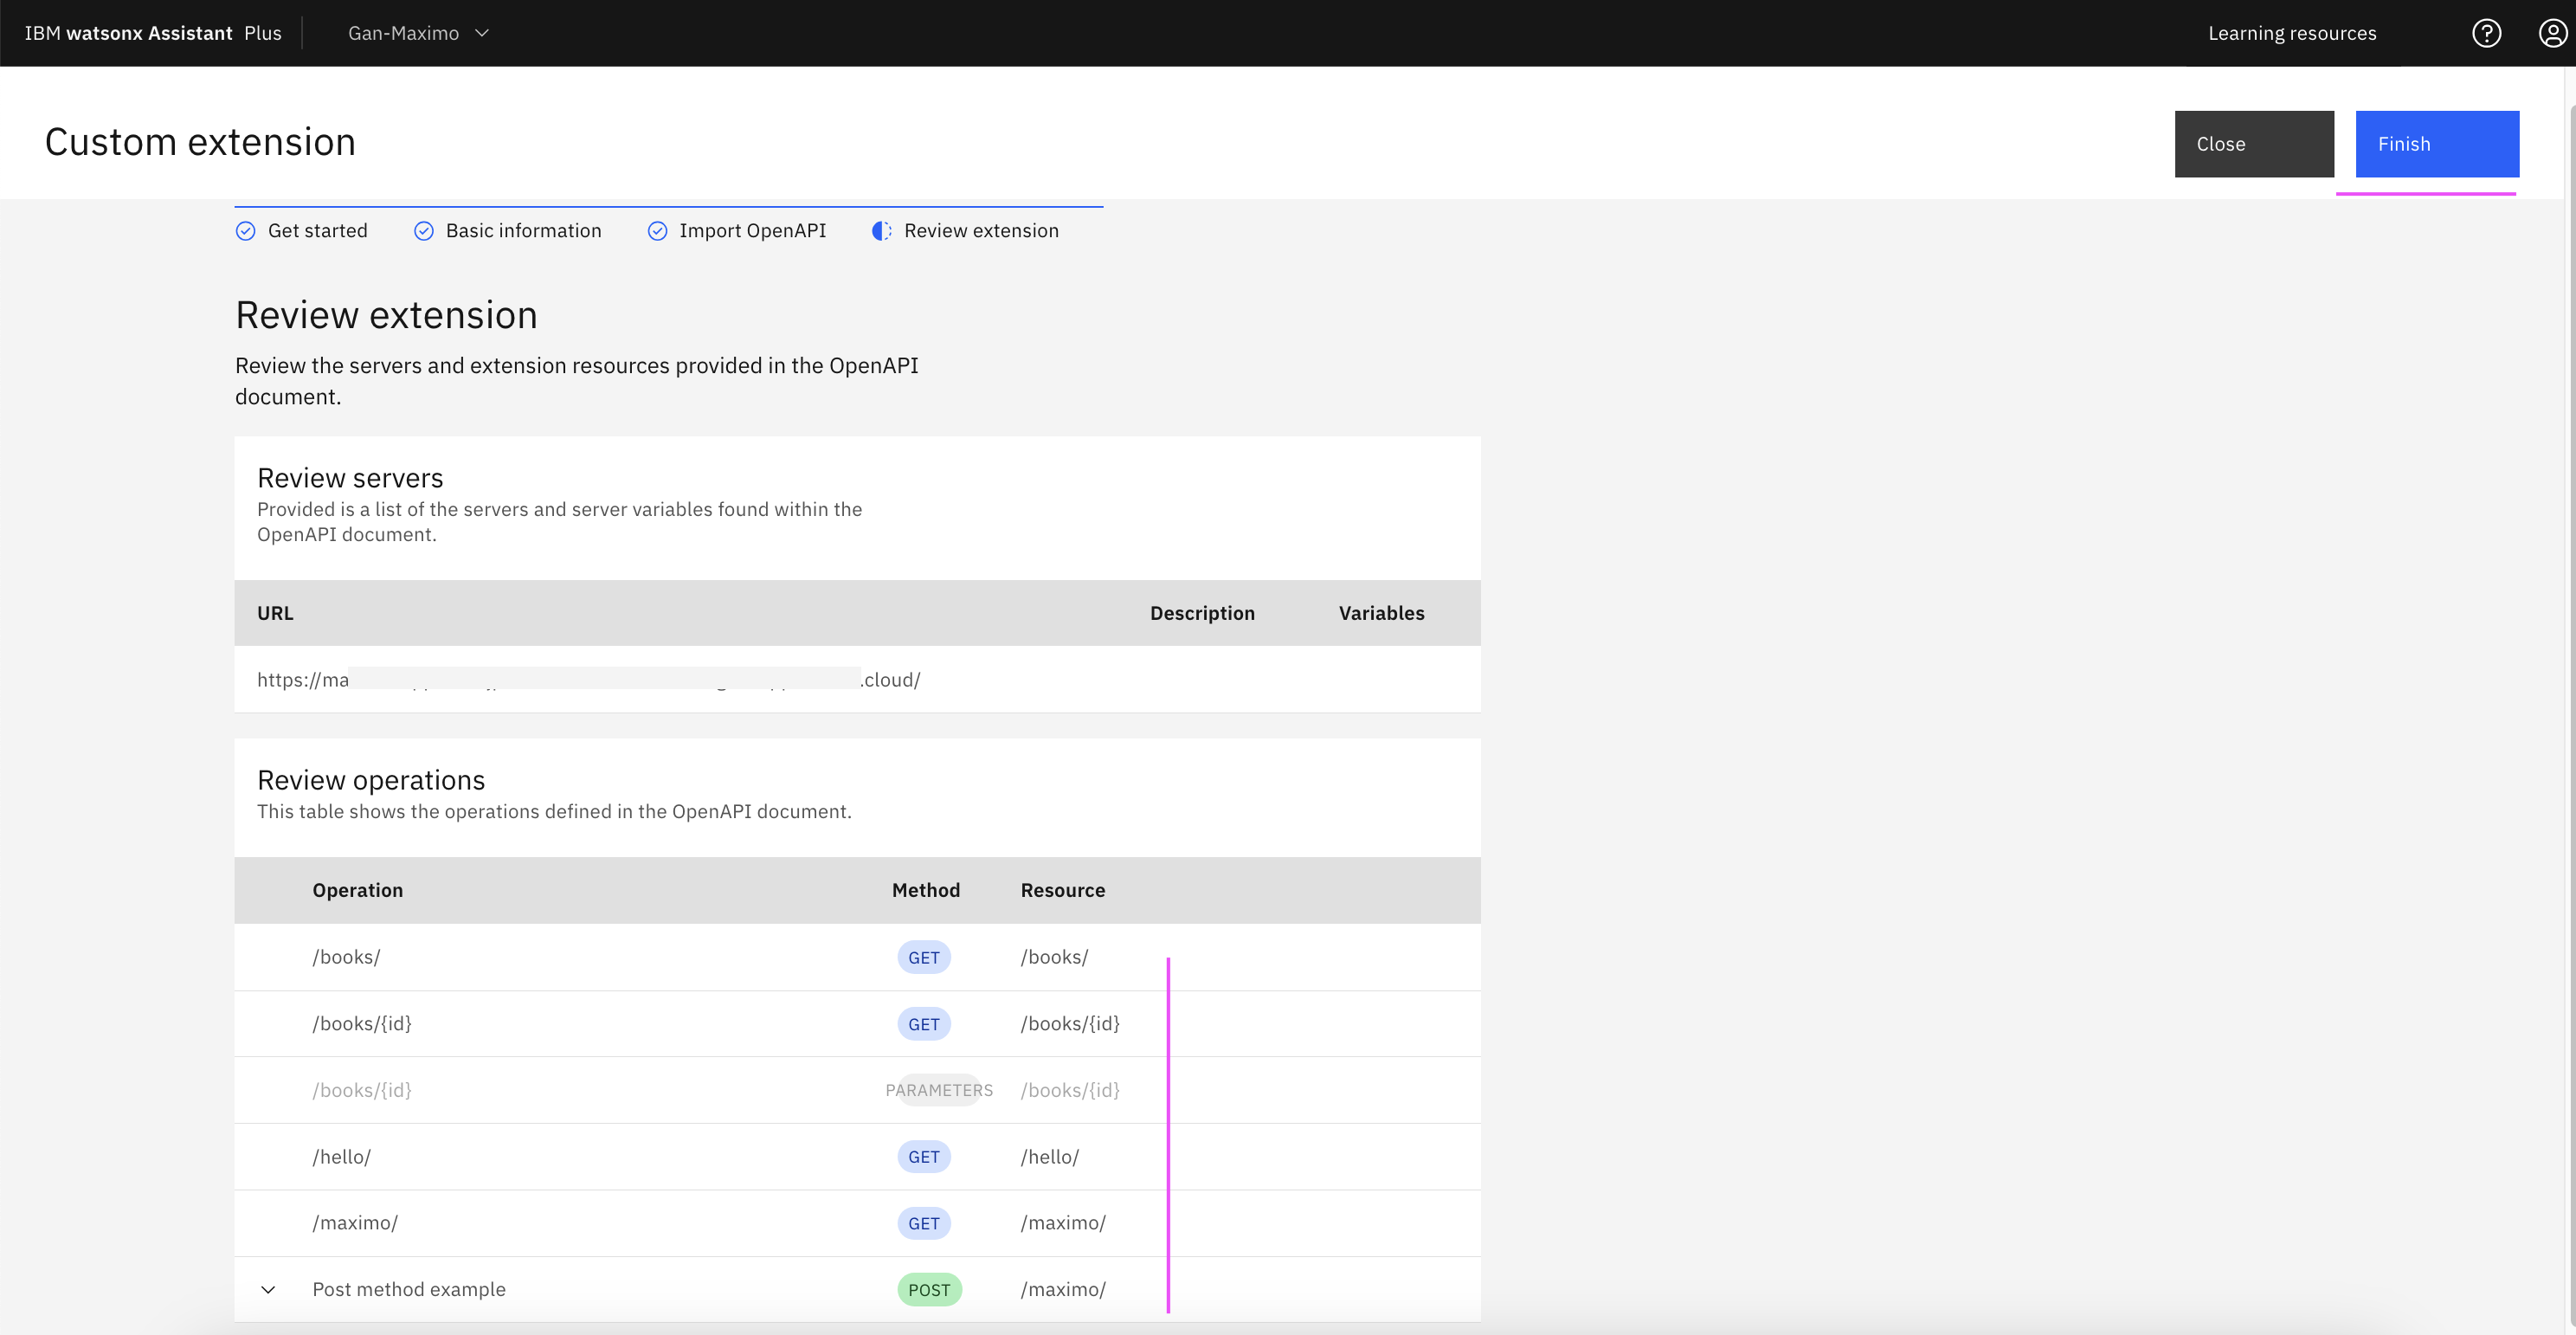 IBM watsonx Assistant Plus Gan-Maximo Learning resources
Custom extension Close Finish
Get started Basic information Import OpenAPI Review extension
Review extension
Review the servers and extension resources provided in the OpenAPI
document.
Review servers
Provided is a list of the servers and server variables found within the
OpenAPI document.
URL Description Variables
https://ma .cloud/
Review operations
This table shows the operations defined in the OpenAPI document.
Operation Method Resource
/books/ GET /books/
/books/{id} GET /books/{id}
/books/{id} PARAMETERS /books/{id}
/hello/ GET /hello/
/maximo/ GET /maximo/
Post method example POST /maximo/